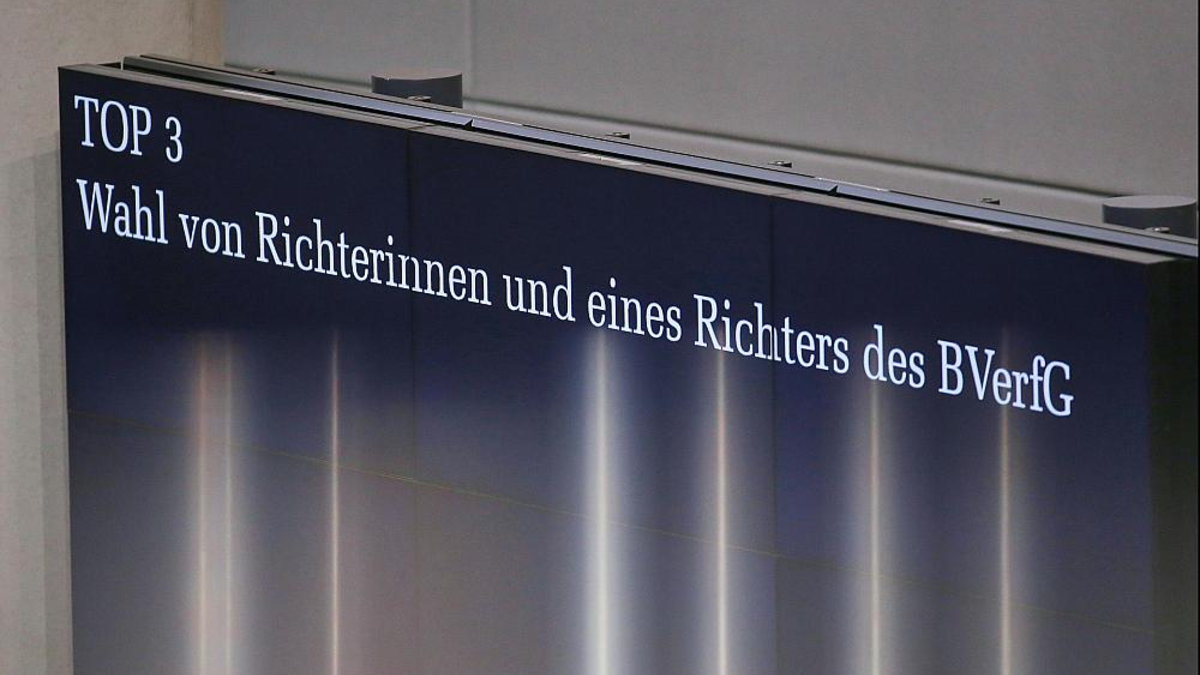 TOP 3
Wahl von Richterinnen und eines Richters des BVerfG